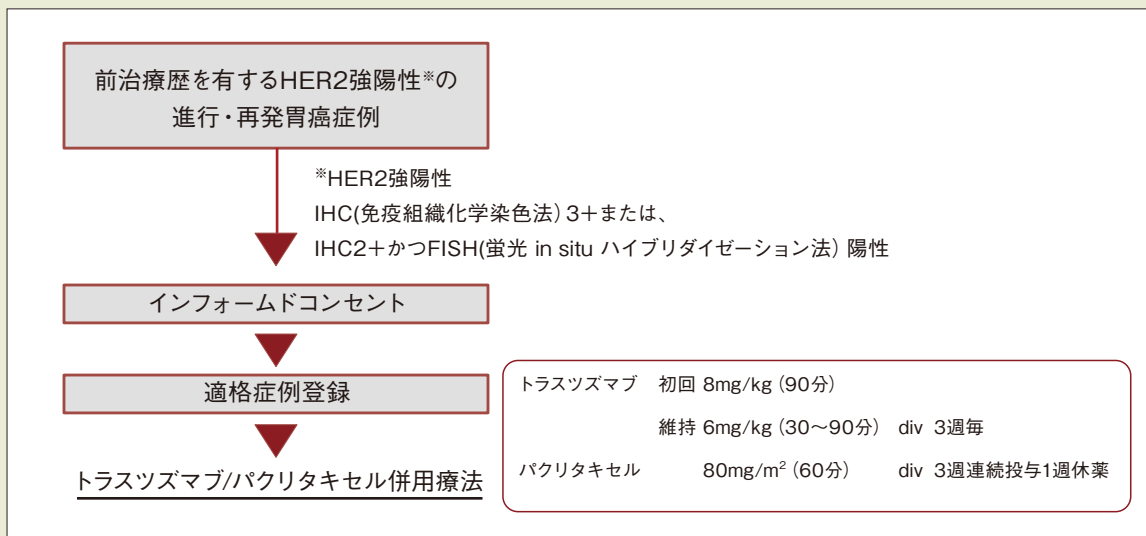 前治療歴を有するHER2強陽性※の
進行・再発胃癌症例
※HER2強陽性
IHC(免疫組織化学染色法) 3+または、
IHC2+かつFISH(蛍光 in situ ハイブリダイゼーション法) 陽性
インフォームドコンセント
適格症例登録
トラスツズマブ/パクリタキセル併用療法
トラスツズマブ 初回 8mg/kg (90分)
維持 6mg/kg (30〜90分) div 3週毎
パクリタキセル 80mg/m² (60分) div 3週連続投与1週休薬